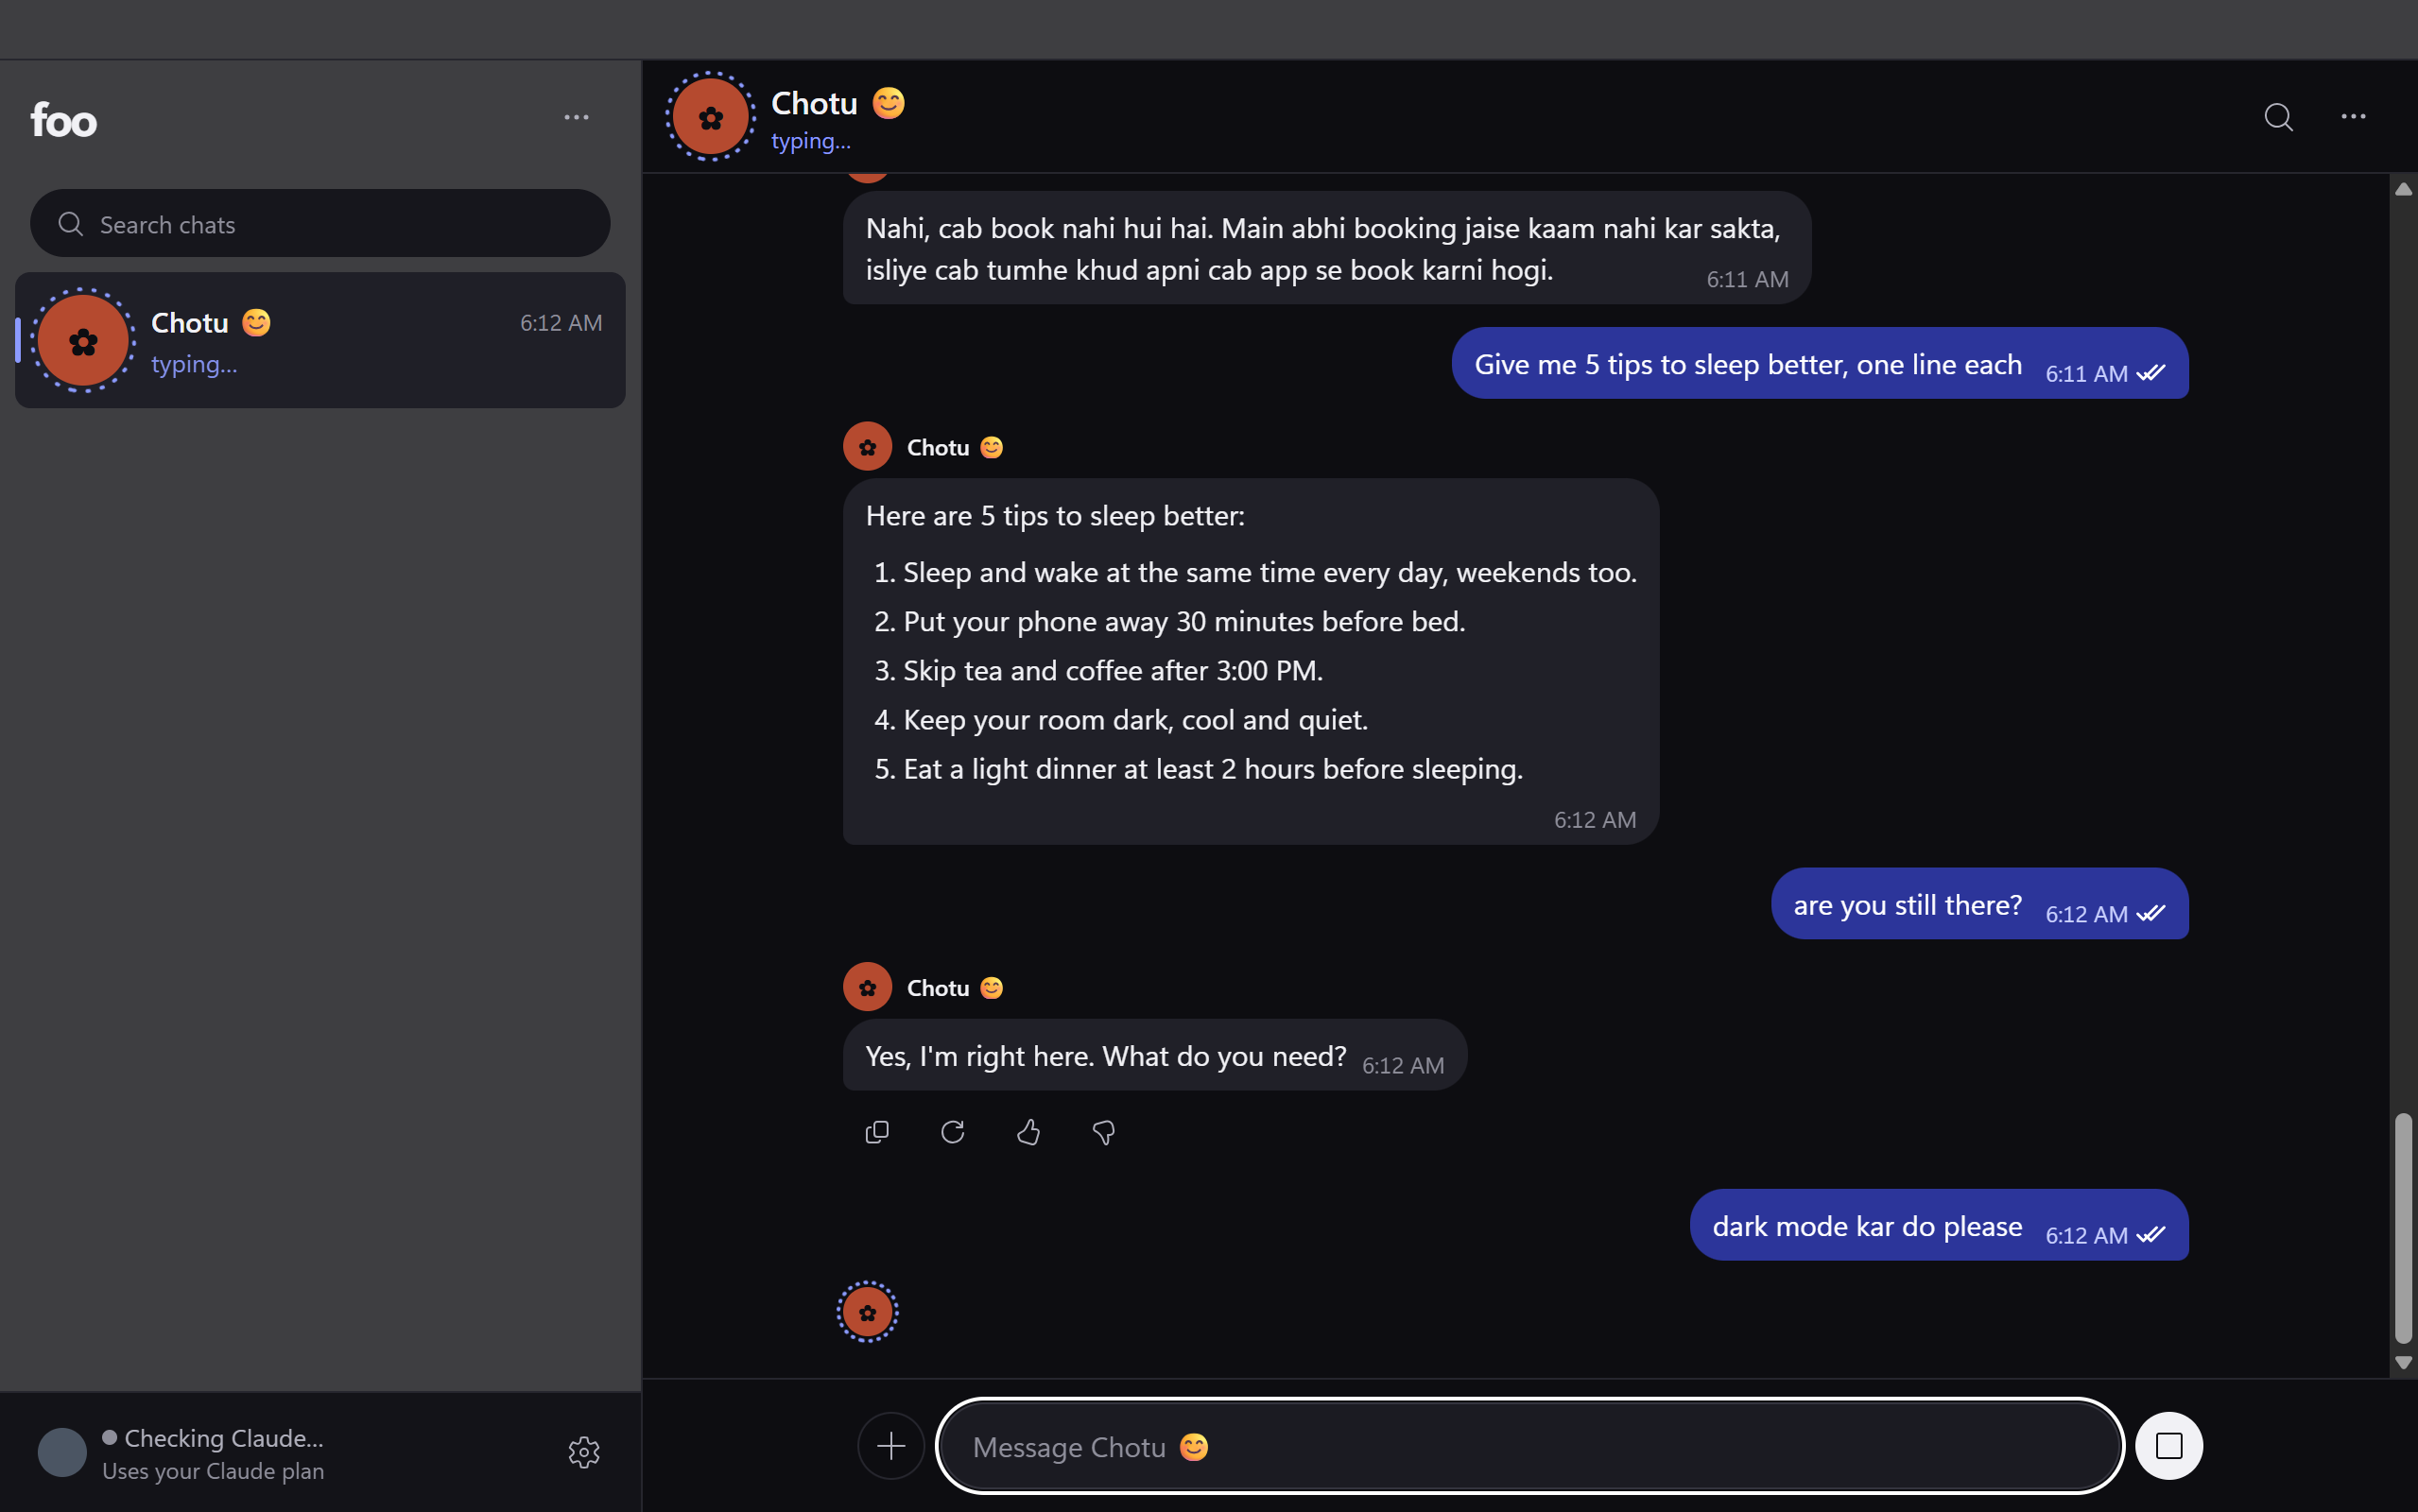 foo
Search chats
Chotu 😊
6:12 AM
typing...
Checking Claude...
Uses your Claude plan
Chotu 😊
typing...
Nahi, cab book nahi hui hai. Main abhi booking jaise kaam nahi kar sakta,
isliye cab tumhe khud apni cab app se book karni hogi.
6:11 AM
Give me 5 tips to sleep better, one line each
6:11 AM
Chotu 😊
Here are 5 tips to sleep better:
1. Sleep and wake at the same time every day, weekends too.
2. Put your phone away 30 minutes before bed.
3. Skip tea and coffee after 3:00 PM.
4. Keep your room dark, cool and quiet.
5. Eat a light dinner at least 2 hours before sleeping.
6:12 AM
are you still there?
6:12 AM
Chotu 😊
Yes, I'm right here. What do you need?
6:12 AM
dark mode kar do please
6:12 AM
Message Chotu 😊